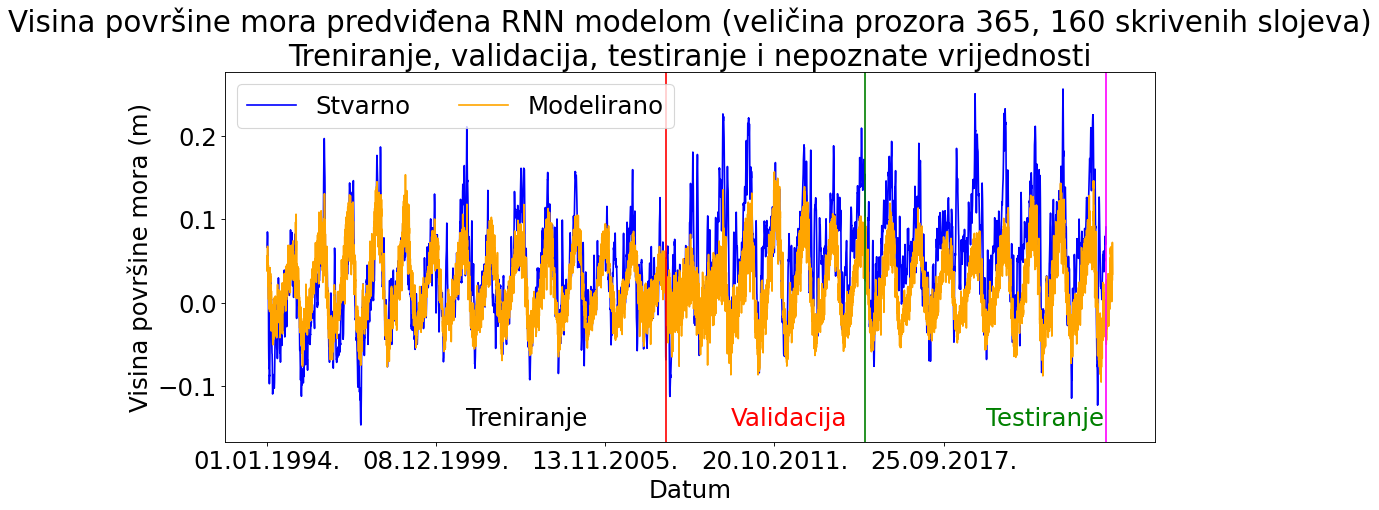 Visina površine mora predviđena RNN modelom (veličina prozora 365, 160 skrivenih slojeva)
Treniranje, validacija, testiranje i nepoznate vrijednosti
Stvarno
Modelirano
Visina površine mora (m)
0.2
0.1
0.0
−0.1
Treniranje
Validacija
Testiranje
01.01.1994.
08.12.1999.
13.11.2005.
20.10.2011.
25.09.2017.
Datum